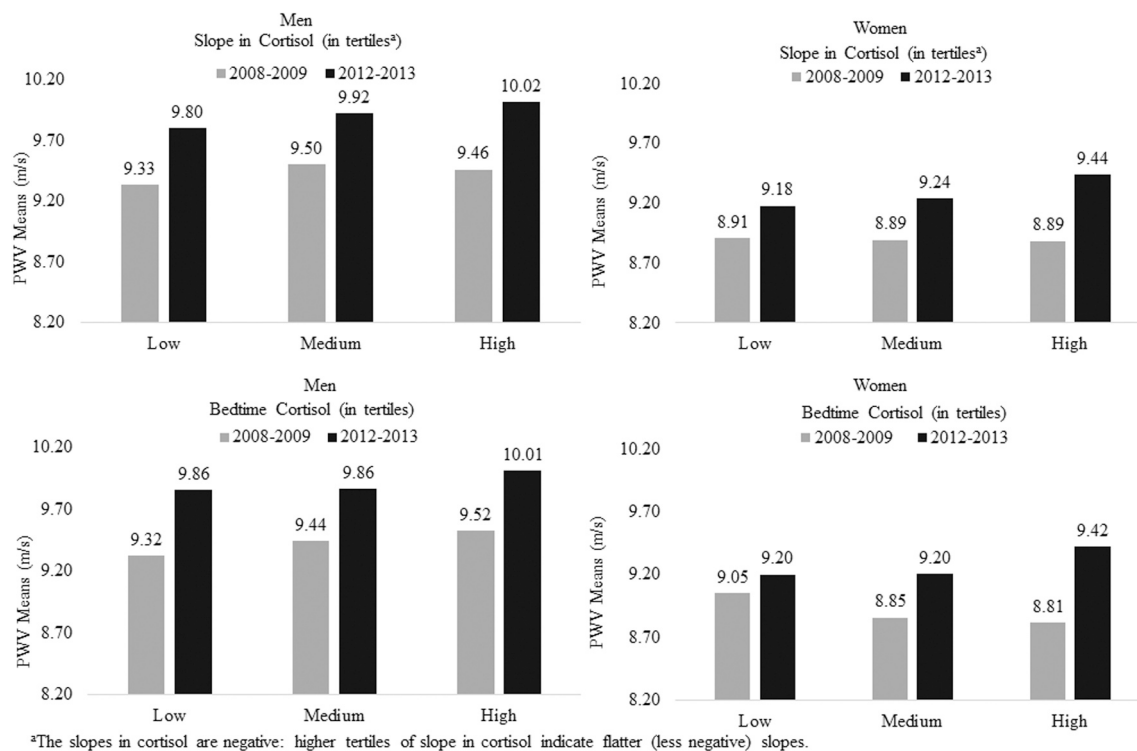 Men
Slope in Cortisol (in tertilesª)
2008-2009 2012-2013
10.20
9.70
9.20
8.70
8.20
PWV Means (m/s)
9.33 9.80 9.50 9.92 9.46 10.02
Low Medium High
Women
Slope in Cortisol (in tertilesª)
2008-2009 2012-2013
10.20
9.70
9.20
8.70
8.20
PWV Means (m/s)
8.91 9.18 8.89 9.24 8.89 9.44
Low Medium High
Men
Bedtime Cortisol (in tertiles)
2008-2009 2012-2013
10.20
9.70
9.20
8.70
8.20
PWV Means (m/s)
9.32 9.86 9.44 9.86 9.52 10.01
Low Medium High
Women
Bedtime Cortisol (in tertiles)
2008-2009 2012-2013
10.20
9.70
9.20
8.70
8.20
PWV Means (m/s)
9.05 9.20 8.85 9.20 8.81 9.42
Low Medium High
ªThe slopes in cortisol are negative: higher tertiles of slope in cortisol indicate flatter (less negative) slopes.